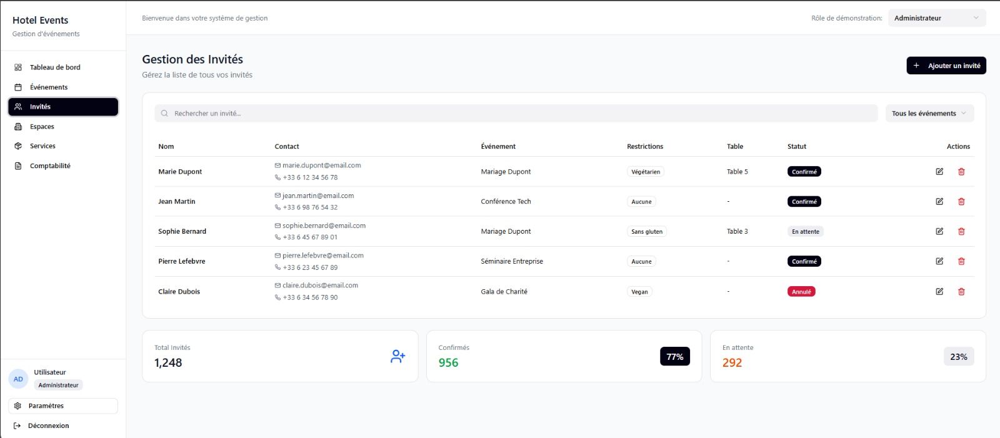 Hotel Events
Gestion d'événements
Bienvenue dans votre système de gestion
Rôle de démonstration: Administrateur
Tableau de bord
Événements
Invités
Espaces
Services
Comptabilité
Gestion des Invités
Gérez la liste de tous vos invités
+ Ajouter un invité
Rechercher un invité...
Tous les événements
Nom Contact Événement Restrictions Table Statut Actions
Marie Dupont marie.dupont@email.com Mariage Dupont Végétarien Table 5 Confirmé
+33 6 12 34 56 78
Jean Martin jean.martin@email.com Conférence Tech Aucune - Confirmé
+33 6 98 76 54 32
Sophie Bernard sophie.bernard@email.com Mariage Dupont Sans gluten Table 3 En attente
+33 6 45 67 89 01
Pierre Lefebvre pierre.lefebvre@email.com Séminaire Entreprise Aucune - Confirmé
+33 6 23 45 67 89
Claire Dubois claire.dubois@email.com Gala de Charité Vegan - Annulé
+33 6 34 56 78 90
Total Invités
1,248
Confirmés
956
77%
En attente
292
23%
AD
Utilisateur
Administrateur
Paramètres
Déconnexion